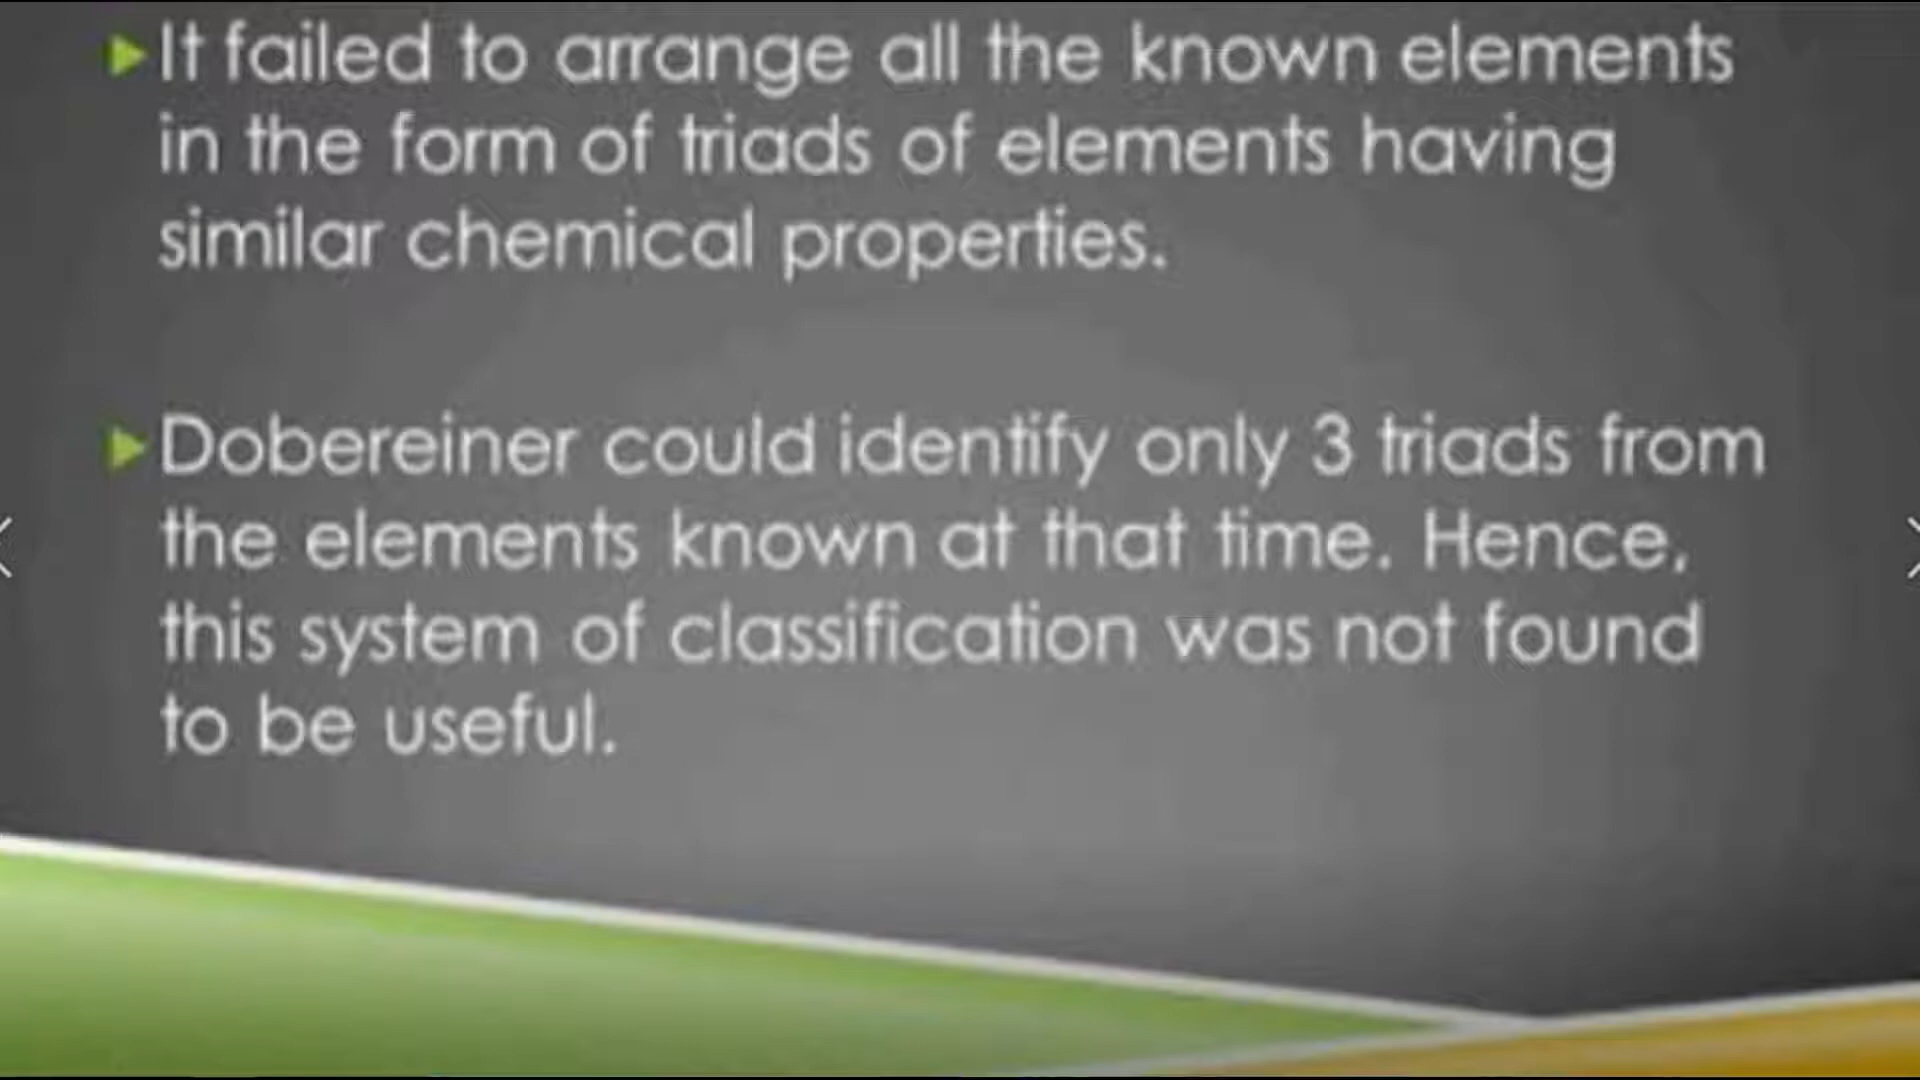 It failed to arrange all the known elements
in the form of triads of elements having
similar chemical properties.
Dobereiner could identify only 3 triads from
the elements known at that time. Hence,
this system of classification was not found
to be useful.